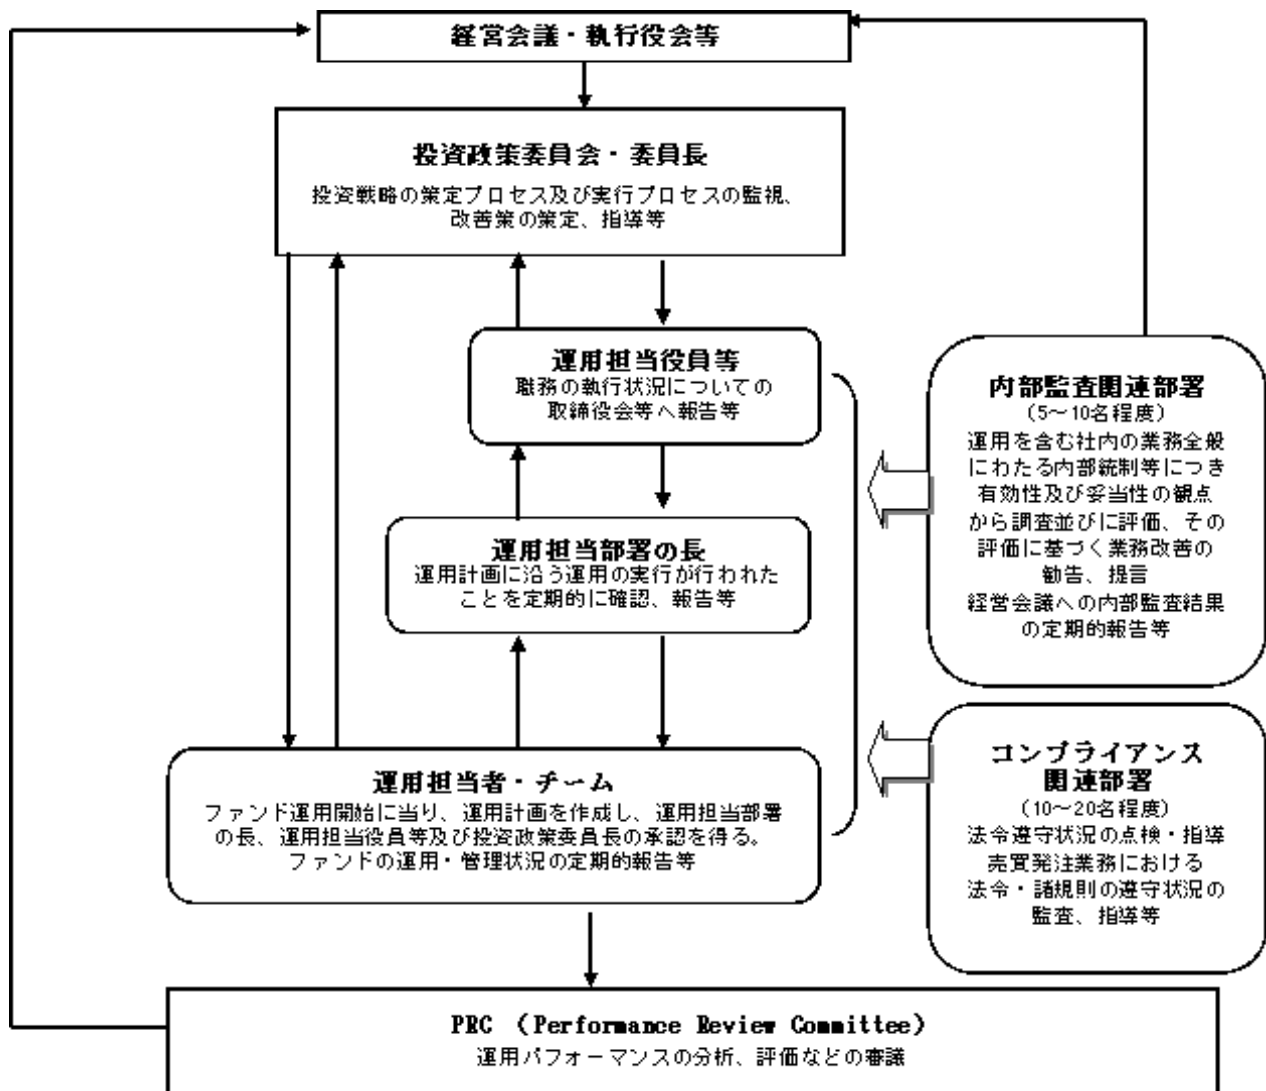 経営会議・執行役会等
投資政策委員会・委員長
投資戦略の策定プロセス及び実行プロセスの監視、
改善策の策定、指導等
運用担当役員等
職務の執行状況についての
取締役会等へ報告等
運用担当部署の長
運用計画に沿う運用の実行が行われた
ことを定期的に確認、報告等
運用担当者・チーム
ファンド運用開始に当り、運用計画を作成し、運用担当部署
の長、運用担当役員等及び投資政策委員長の承認を得る。
ファンドの運用・管理状況の定期的報告等
内部監査関連部署
(5～10名程度)
運用を含む社内の業務全般
にわたる内部統制等につき
有効性及び妥当性の観点
から調査並びに評価、その
評価に基づく業務改善の
勧告、提言
経営会議への内部監査結果
の定期的報告等
コンプライアンス
関連部署
(10～20名程度)
法令遵守状況の点検・指導
売買発注業務における
法令・諸規則の遵守状況の
監査、指導等
PRC （Performance Review Committee）
運用パフォーマンスの分析、評価などの審議